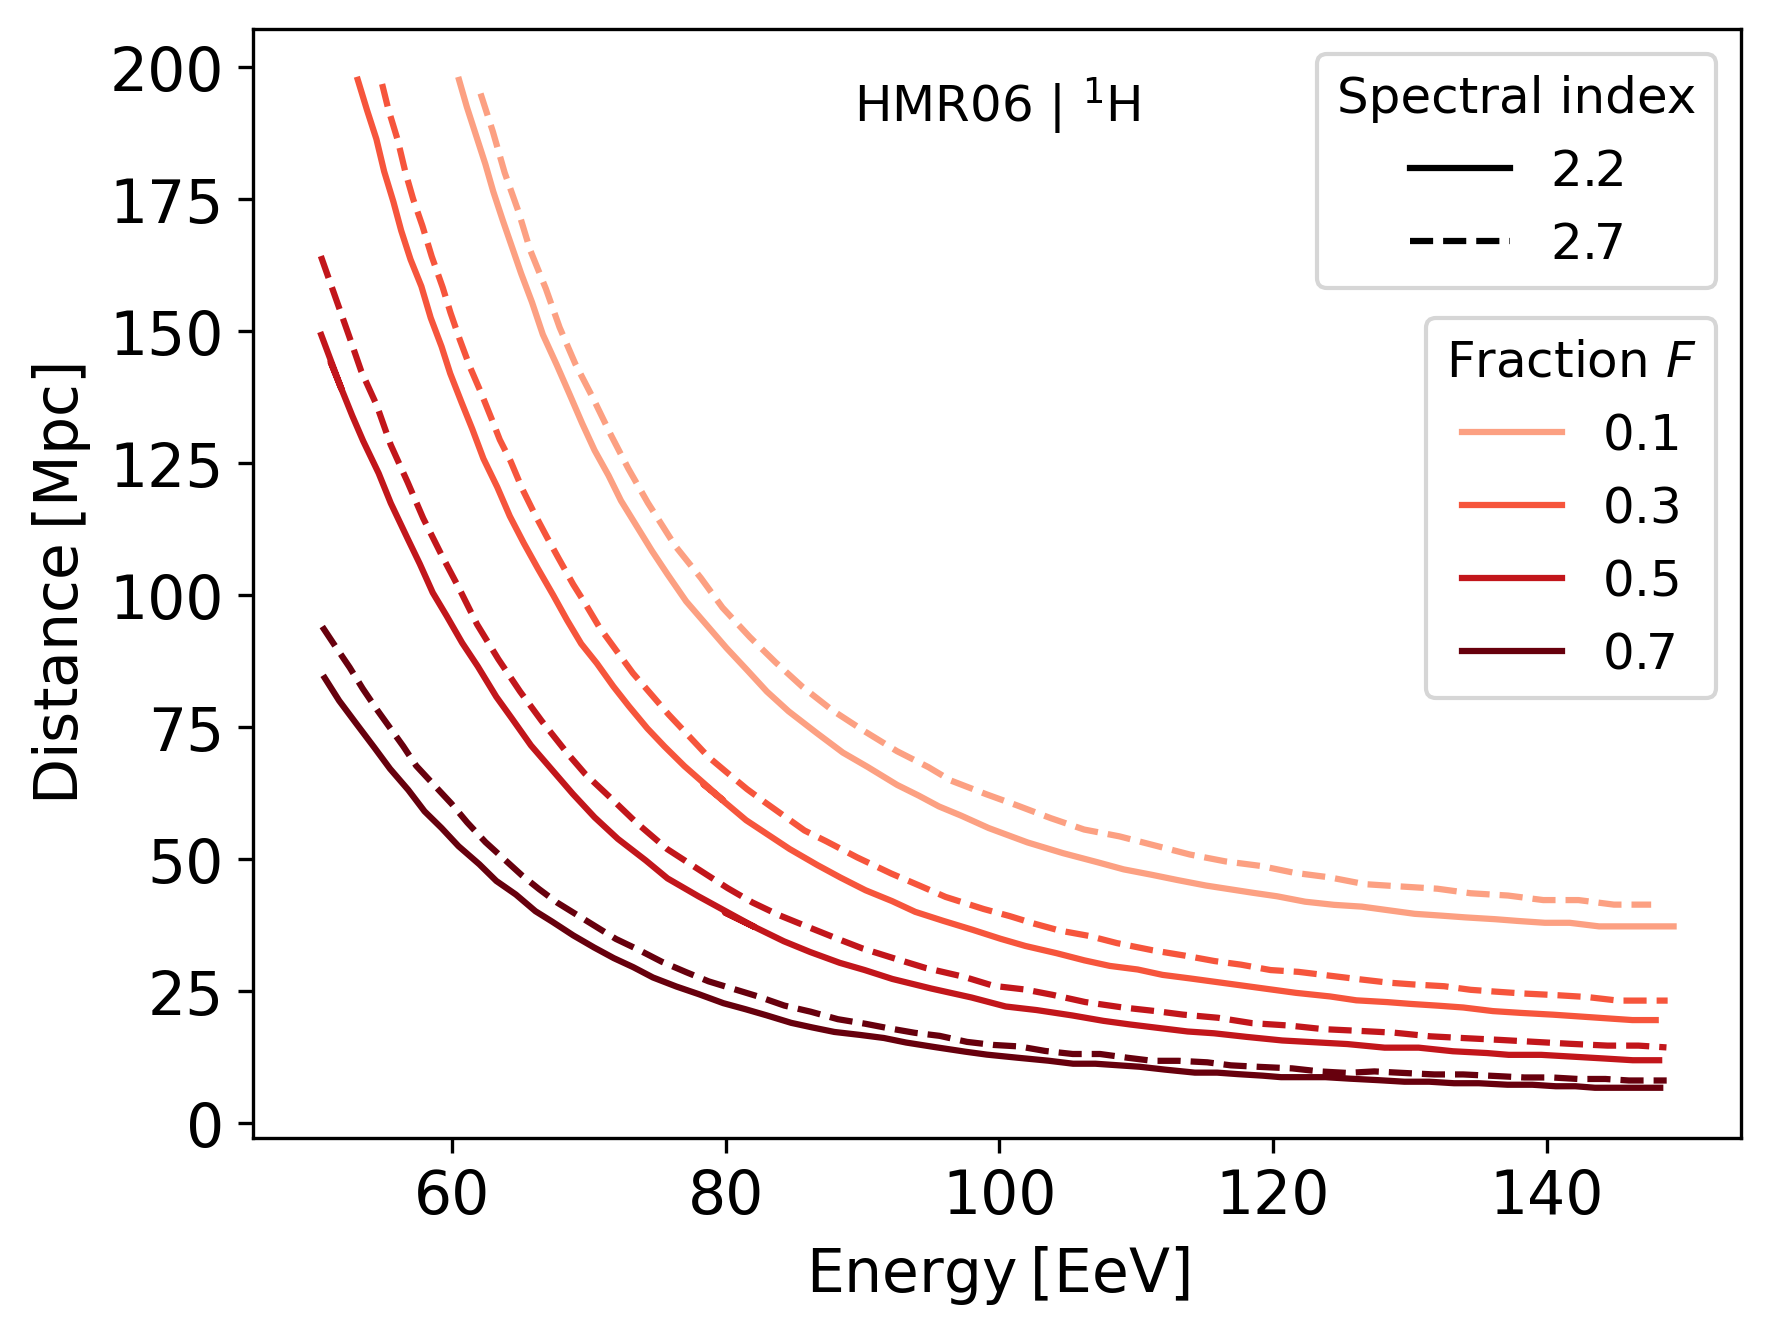 HMR06 | ¹H
Spectral index
2.2
2.7
Fraction F
0.1
0.3
0.5
0.7
Distance [Mpc]
200
175
150
125
100
75
50
25
0
60 80 100 120 140
Energy [EeV]